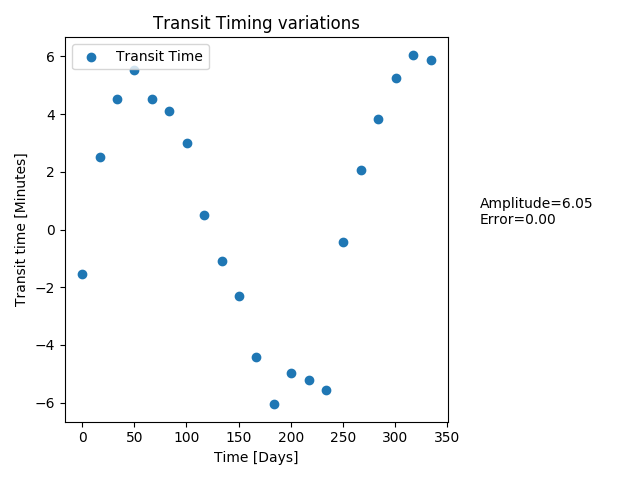 Transit Timing variations
Transit Time
Transit time [Minutes]
6
4
2
0
−2
−4
−6
0 50 100 150 200 250 300 350
Time [Days]
Amplitude=6.05
Error=0.00